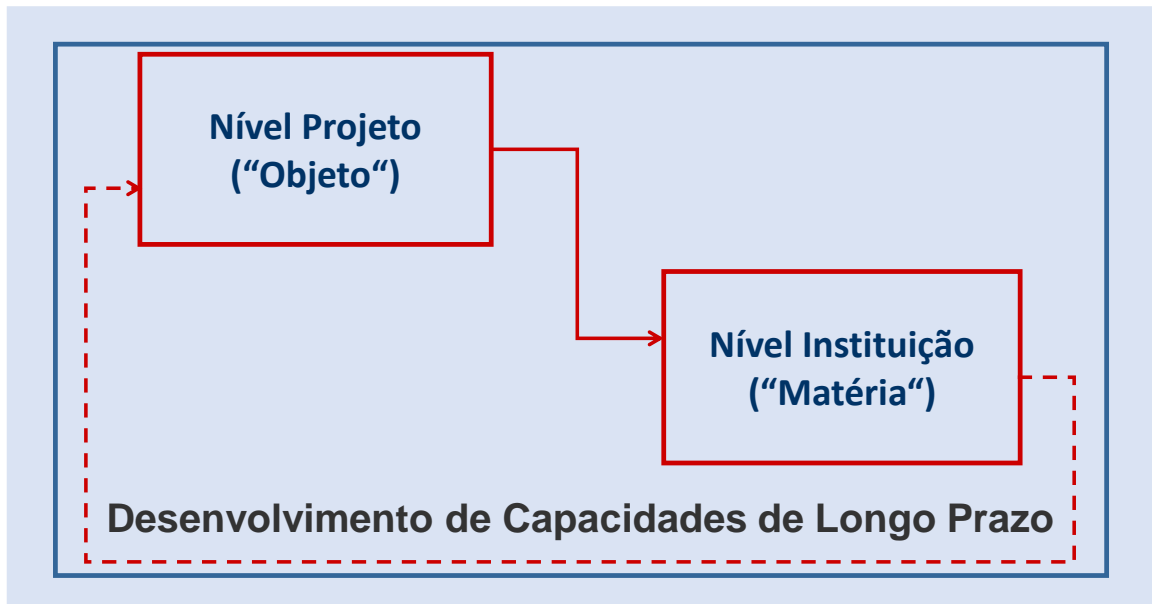 Nível Projeto
(“Objeto“)
Nível Instituição
(“Matéria“)
Desenvolvimento de Capacidades de Longo Prazo